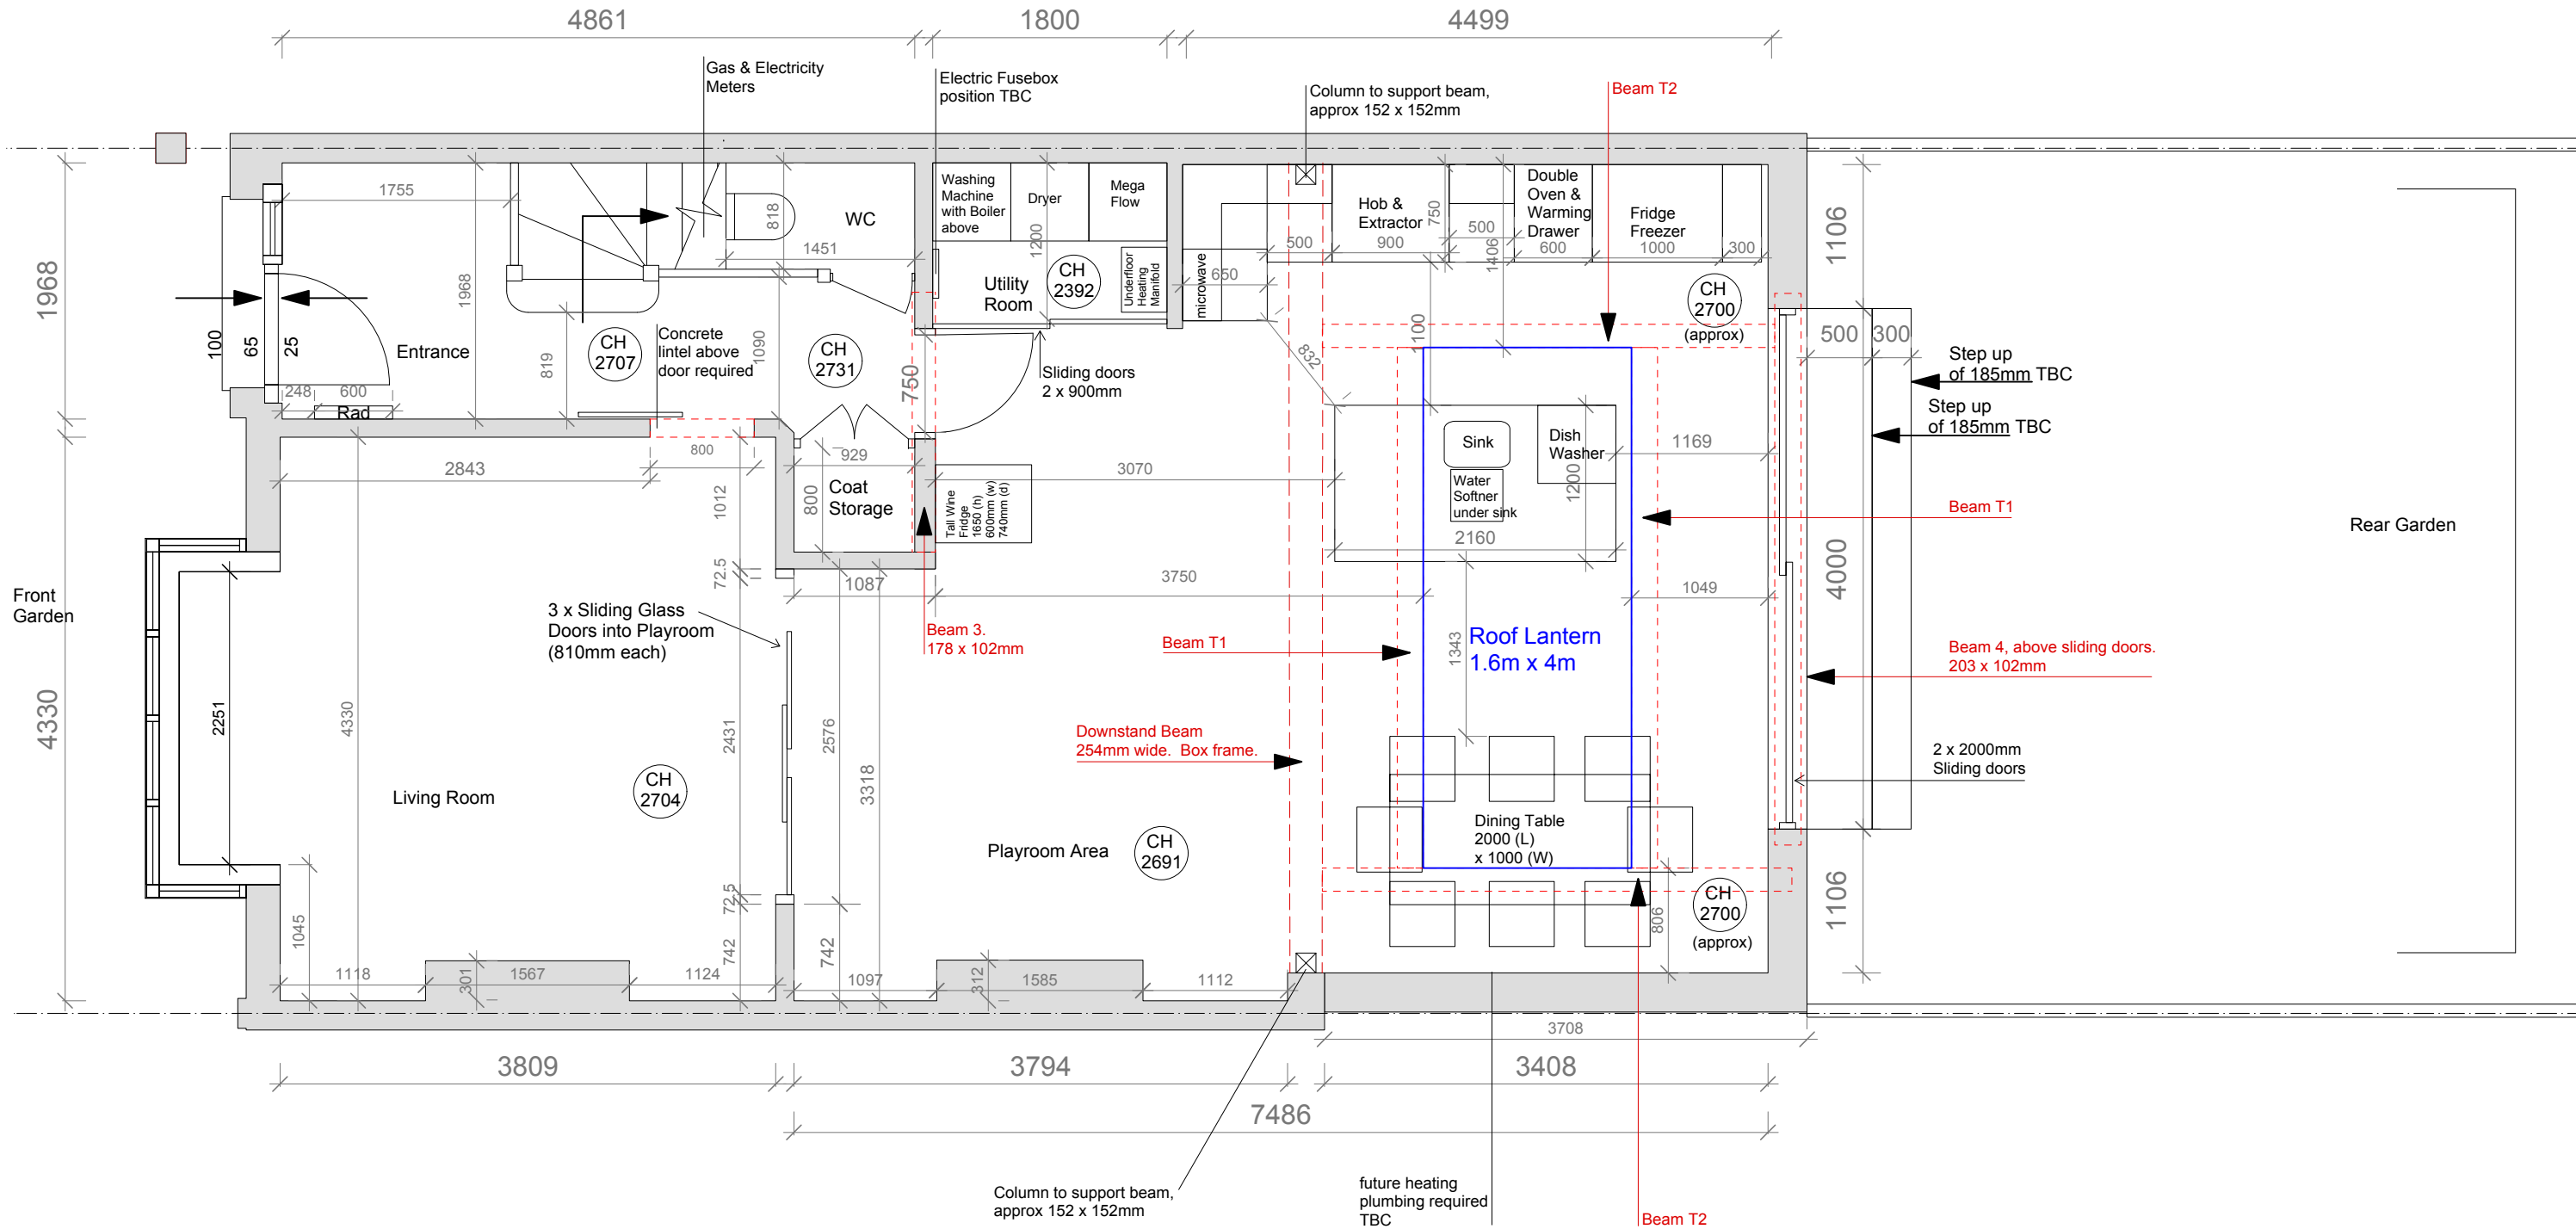 4861
1800
4499
Gas & Electricity
Meters
Electric Fusebox
position TBC
Column to support beam,
approx 152 x 152mm
Beam T2
1755
818
WC
1451
Washing
Machine
with Boiler
above
Dryer
Mega
Flow
1200
Hob &
Extractor
750
500
900
1406
500
Double
Oven &
Warming
Drawer
600
Fridge
Freezer
1000
300
1106
1968
1968
100
65
25
Entrance
248
600
Rad
819
CH
2707
Concrete
lintel above
door required
1090
CH
2731
750
Utility
Room
CH
2392
Underfloor
Heating
Manifold
microwave
650
832
1100
Sliding doors
2 x 900mm
CH
2700
(approx)
500
300
Step up
of 185mm TBC
Step up
of 185mm TBC
2843
800
1012
929
800
Coat
Storage
Tall Wine
Fridge
1650 (h)
600mm (w)
740mm (d)
3070
Sink
Water
Softner
under sink
Dish
Washer
1200
2160
1169
Beam T1
Rear Garden
4000
Front
Garden
4330
2251
4330
72.5
1087
3750
1049
3 x Sliding Glass
Doors into Playroom
(810mm each)
Beam 3.
178 x 102mm
Beam T1
1343
Roof Lantern
1.6m x 4m
Beam 4, above sliding doors.
203 x 102mm
2431
2576
3318
Downstand Beam
254mm wide.  Box frame.
2 x 2000mm
Sliding doors
Living Room
CH
2704
Playroom Area
CH
2691
Dining Table
2000 (L)
x 1000 (W)
CH
2700
(approx)
806
1106
1045
72.5
742
742
1118
301
1567
1124
1097
312
1585
1112
3708
3809
3794
3408
7486
Column to support beam,
approx 152 x 152mm
future heating
plumbing required
TBC
Beam T2